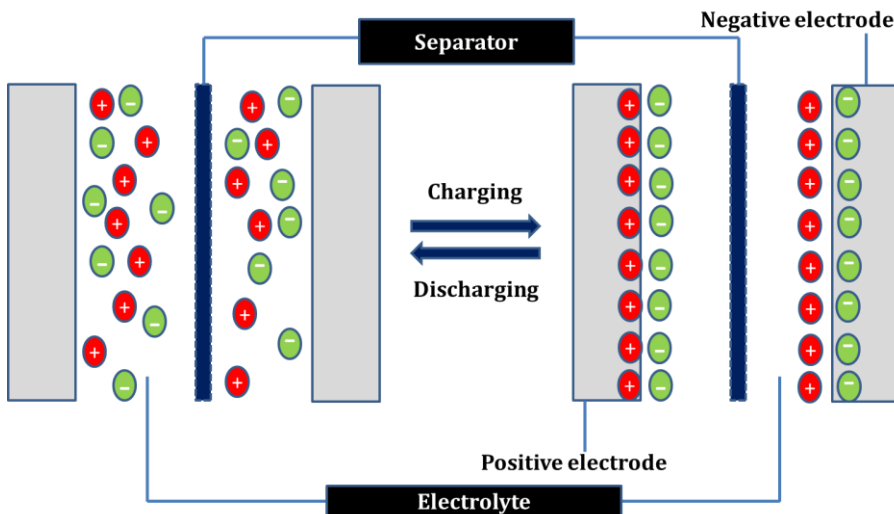 Negative electrode
Separator
Charging
Discharging
Positive electrode
Electrolyte